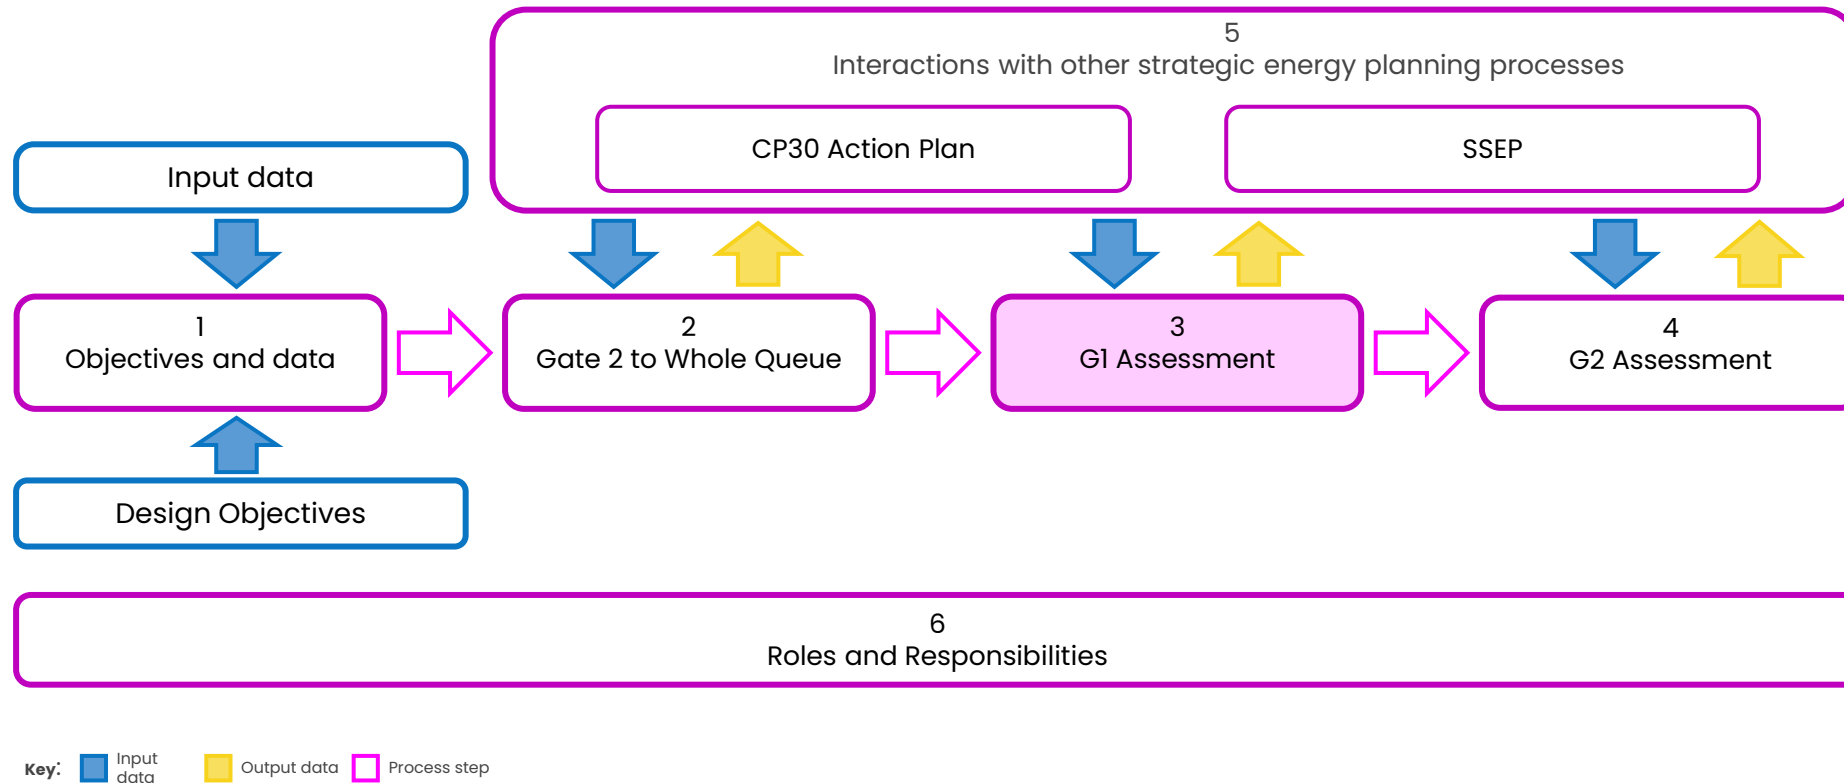 5
Interactions with other strategic energy planning processes
CP30 Action Plan
SSEP
Input data
1
Objectives and data
2
Gate 2 to Whole Queue
3
G1 Assessment
4
G2 Assessment
Design Objectives
6
Roles and Responsibilities
Key:
Input
data
Output data
Process step